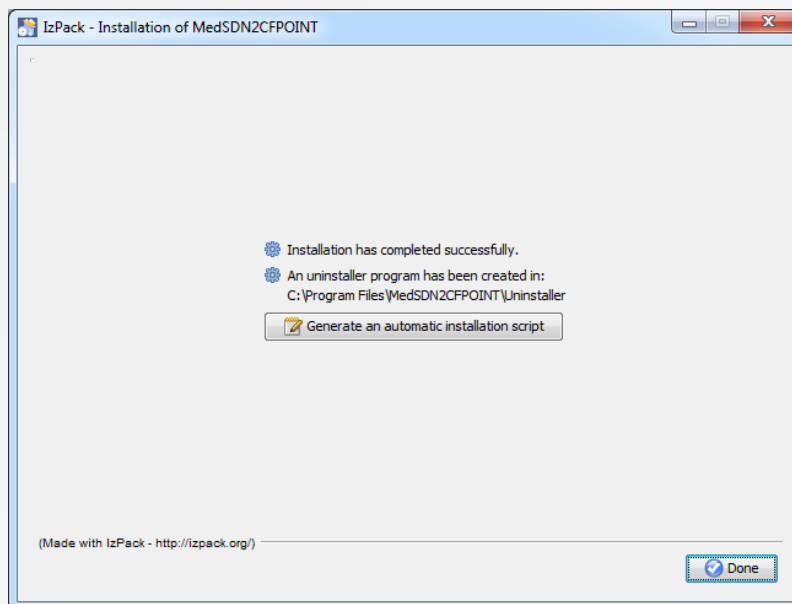 IzPack - Installation of MedSDN2CFPOINT
Installation has completed successfully.
An uninstaller program has been created in:
C:\Program Files\MedSDN2CFPOINT\Uninstaller
Generate an automatic installation script
(Made with IzPack - http://izpack.org/)
Done